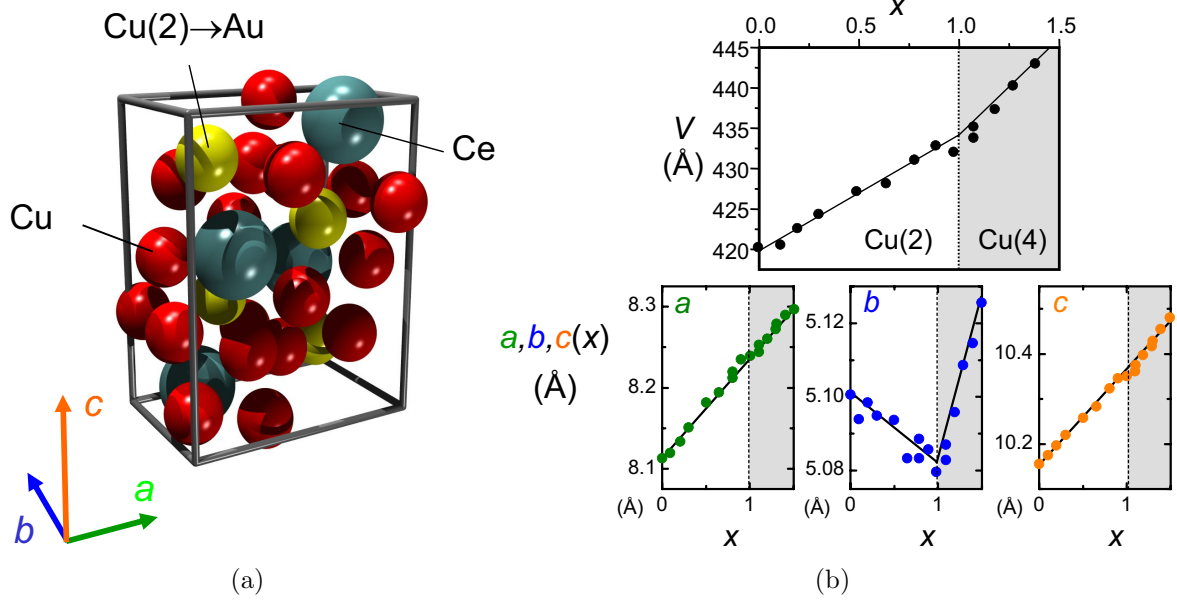 Cu(2)→Au
Ce
Cu
c
a
b
(a)
x
0.0 0.5 1.0 1.5
445
440
435
430
425
420
V
(Å)
Cu(2) Cu(4)
a,b,c(x)
(Å)
a
8.3
8.2
8.1
(Å) 0 1
x
b
5.12
5.10
5.08
(Å) 0 1
x
c
10.4
10.2
(Å) 0 1
x
(b)